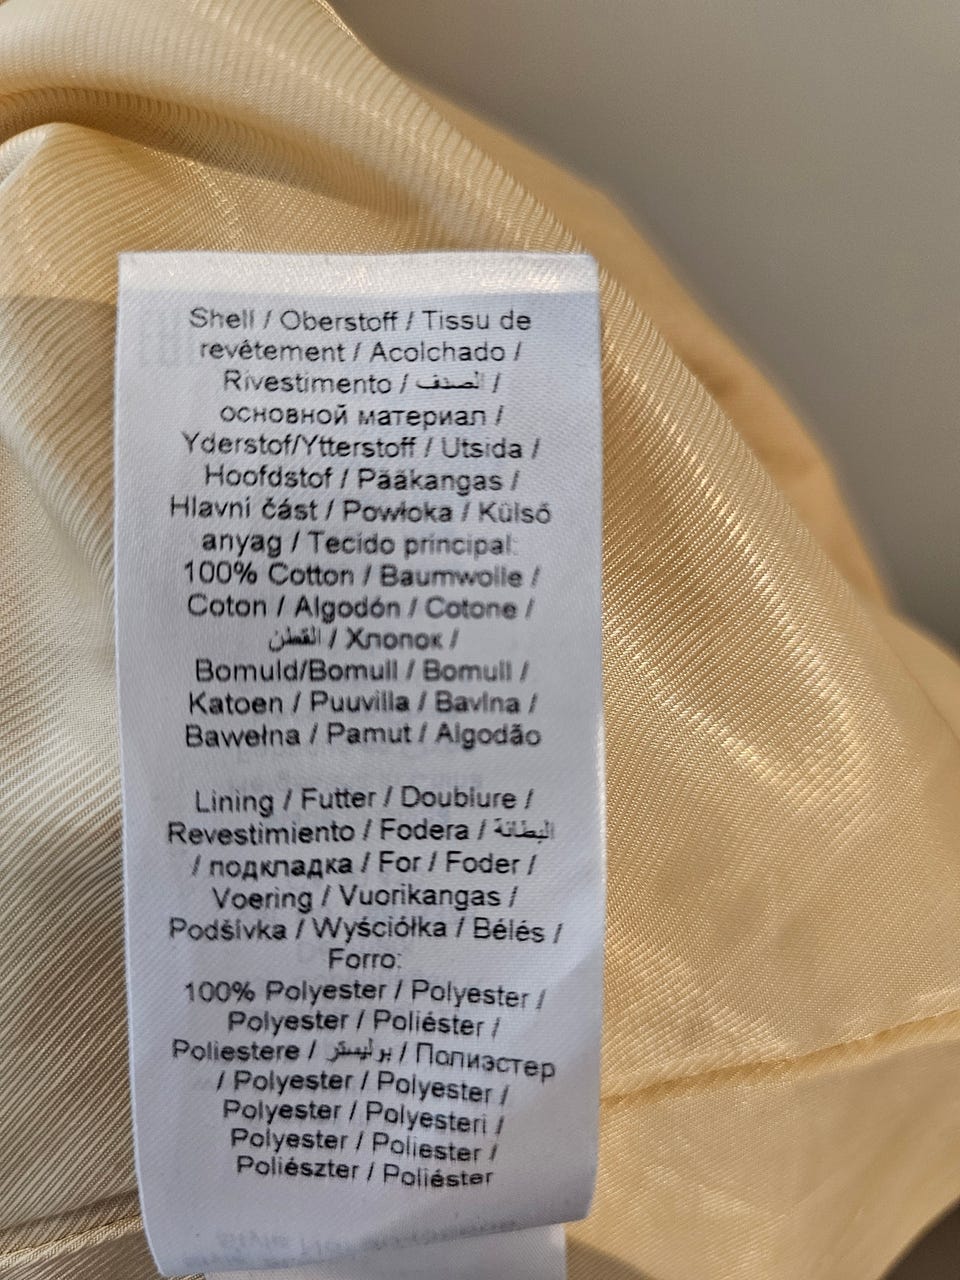 Shell / Oberstoff / Tissu de
revêtement / Acolchado /
Rivestimento / الصدف /
основной материал /
Yderstof/Ytterstoff / Utsida /
Hoofdstof / Pääkangas /
Hlavní část / Powłoka / Külső
anyag / Tecido principal:
100% Cotton / Baumwolle /
Coton / Algodón / Cotone /
القطن / Хлопок /
Bomuld/Bomull / Bomull /
Katoen / Puuvilla / Bavlna /
Bawełna / Pamut / Algodão
Lining / Futter / Doublure /
Revestimiento / Fodera / البطانة
/ подкладка / For / Foder /
Voering / Vuorikangas /
Podšívka / Wyściółka / Bélés /
Forro:
100% Polyester / Polyester /
Polyester / Poliéster /
Poliestere / بوليستر / Полиэстер
/ Polyester / Polyester /
Polyester / Polyesteri /
Polyester / Poliester /
Poliészter / Poliéster